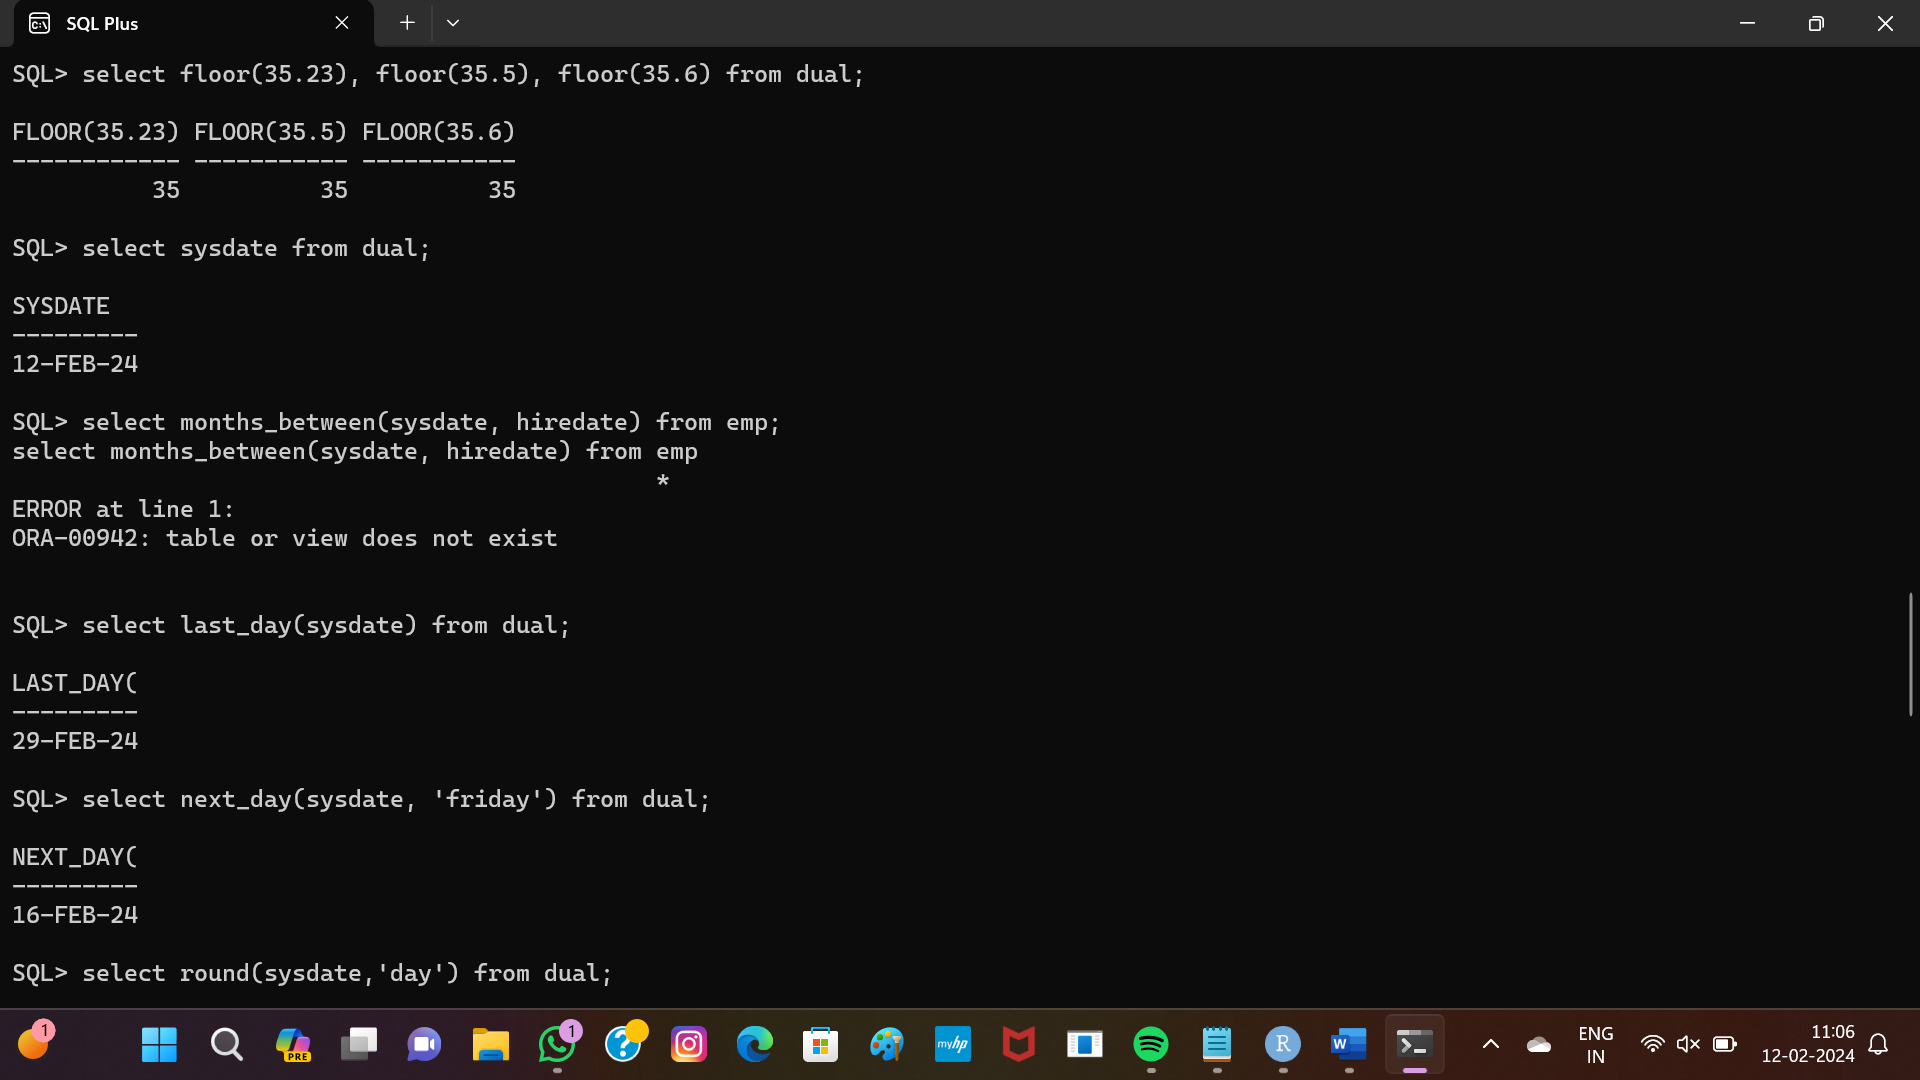 SQL Plus
SQL> select floor(35.23), floor(35.5), floor(35.6) from dual;
FLOOR(35.23) FLOOR(35.5) FLOOR(35.6)
------------ ----------- -----------
          35          35          35
SQL> select sysdate from dual;
SYSDATE
---------
12-FEB-24
SQL> select months_between(sysdate, hiredate) from emp;
select months_between(sysdate, hiredate) from emp
                                              *
ERROR at line 1:
ORA-00942: table or view does not exist
SQL> select last_day(sysdate) from dual;
LAST_DAY(
---------
29-FEB-24
SQL> select next_day(sysdate, 'friday') from dual;
NEXT_DAY(
---------
16-FEB-24
SQL> select round(sysdate,'day') from dual;
1
PRE
1
?
myhp
R
W
ENG
IN
11:06
12-02-2024